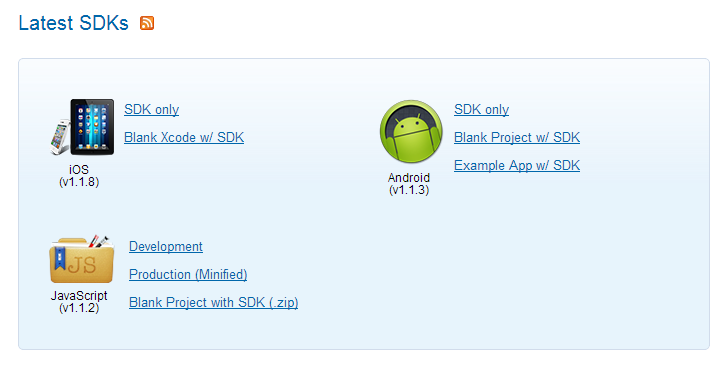 Latest SDKs
SDK only
Blank Xcode w/ SDK
iOS
(v1.1.8)
SDK only
Blank Project w/ SDK
Example App w/ SDK
Android
(v1.1.3)
JS
Development
Production (Minified)
Blank Project with SDK (.zip)
JavaScript
(v1.1.2)